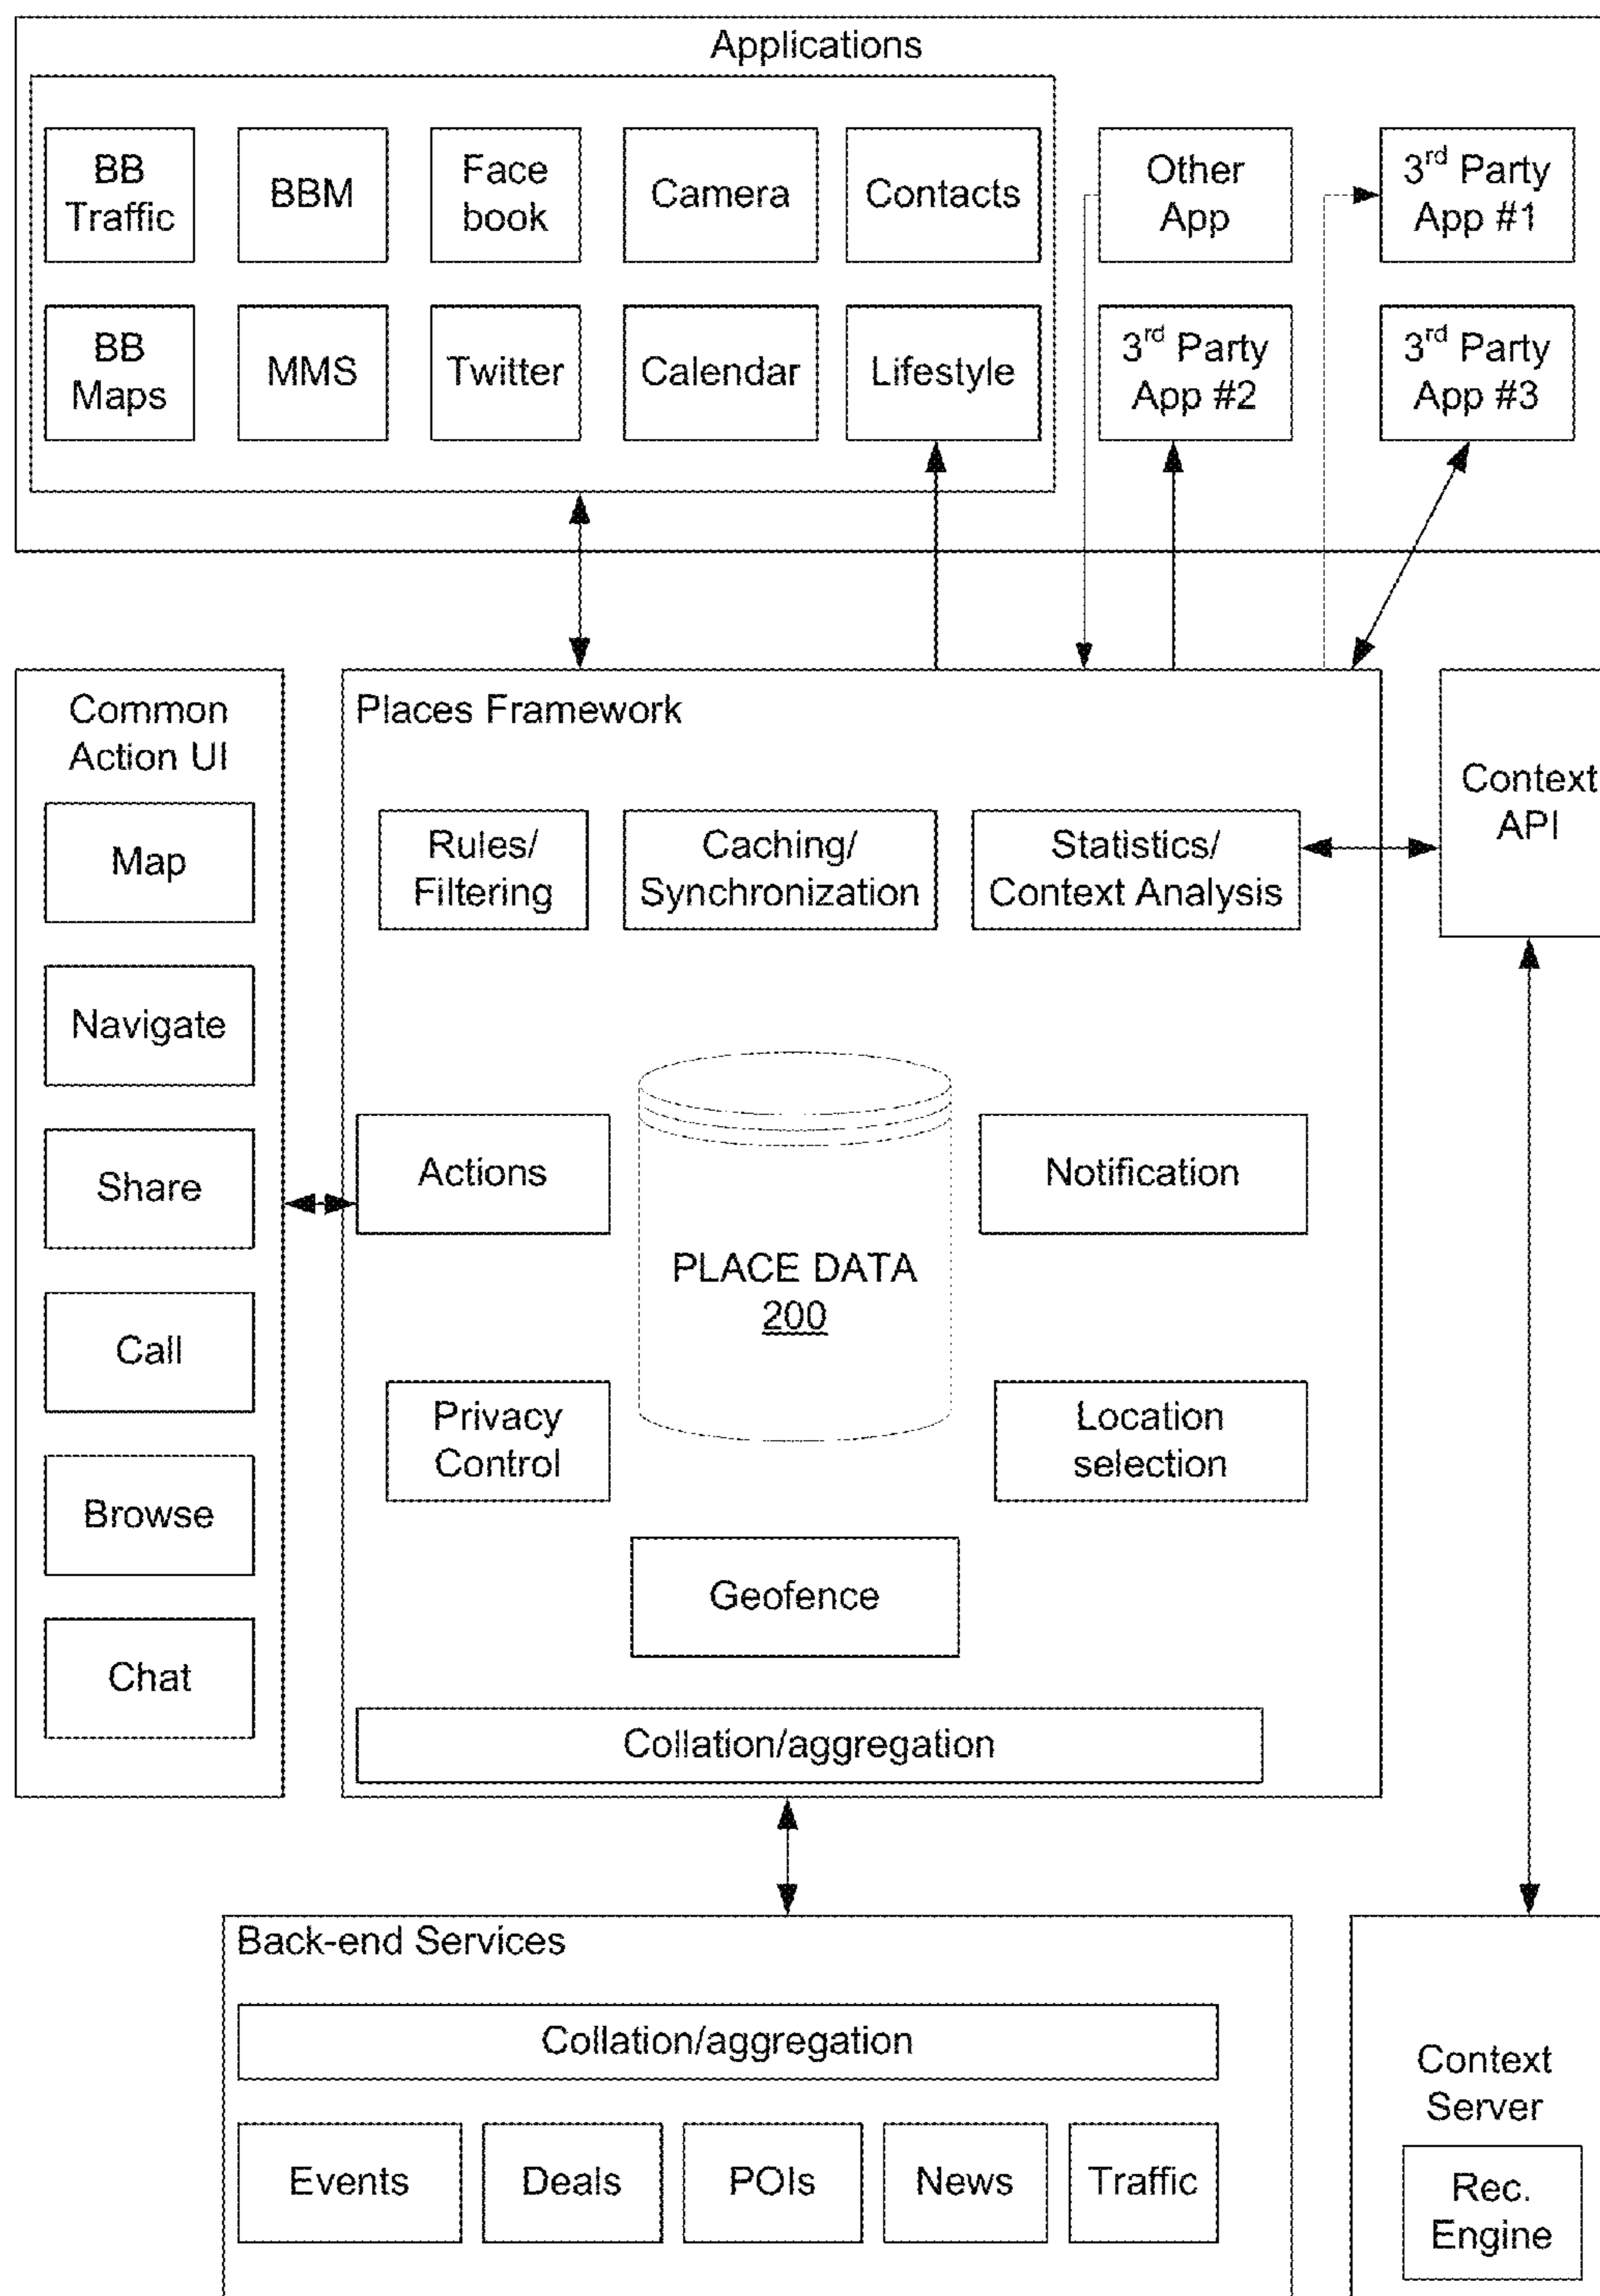 Applications
BB
Traffic
BBM
Face
book
Camera
Contacts
Other
App
3rd Party
App #1
BB
Maps
MMS
Twitter
Calendar
Lifestyle
3rd Party
App #2
3rd Party
App #3
Common
Action UI
Map
Navigate
Share
Call
Browse
Chat
Places Framework
Rules/
Filtering
Caching/
Synchronization
Statistics/
Context Analysis
Actions
PLACE DATA
200
Notification
Privacy
Control
Location
selection
Geofence
Collation/aggregation
Context
API
Back-end Services
Collation/aggregation
Events
Deals
POIs
News
Traffic
Context
Server
Rec.
Engine